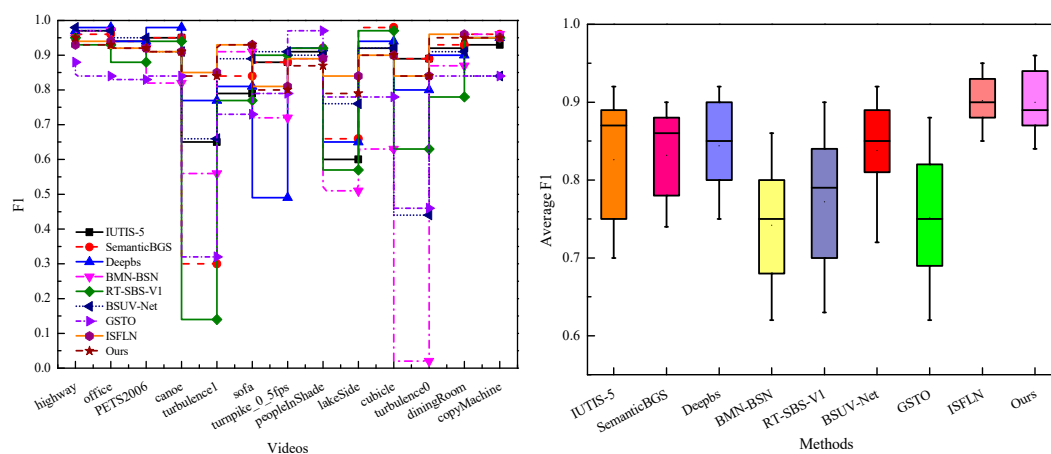 1.0
0.9
0.8
0.7
0.6
0.5
0.4
0.3
0.2
0.1
0.0
F1
IUTIS-5
SemanticBGS
Deepbs
BMN-BSN
RT-SBS-V1
BSUV-Net
GSTO
ISFLN
Ours
highway
office
PETS2006
canoe
turbulence1
sofa
turnpike_0_5fps
peopleInShade
lakeSide
cubicle
turbulence0
diningRoom
copyMachine
Videos
1.0
0.9
0.8
0.7
0.6
Average F1
IUTIS-5
SemanticBGS
Deepbs
BMN-BSN
RT-SBS-V1
BSUV-Net
GSTO
ISFLN
Ours
Methods